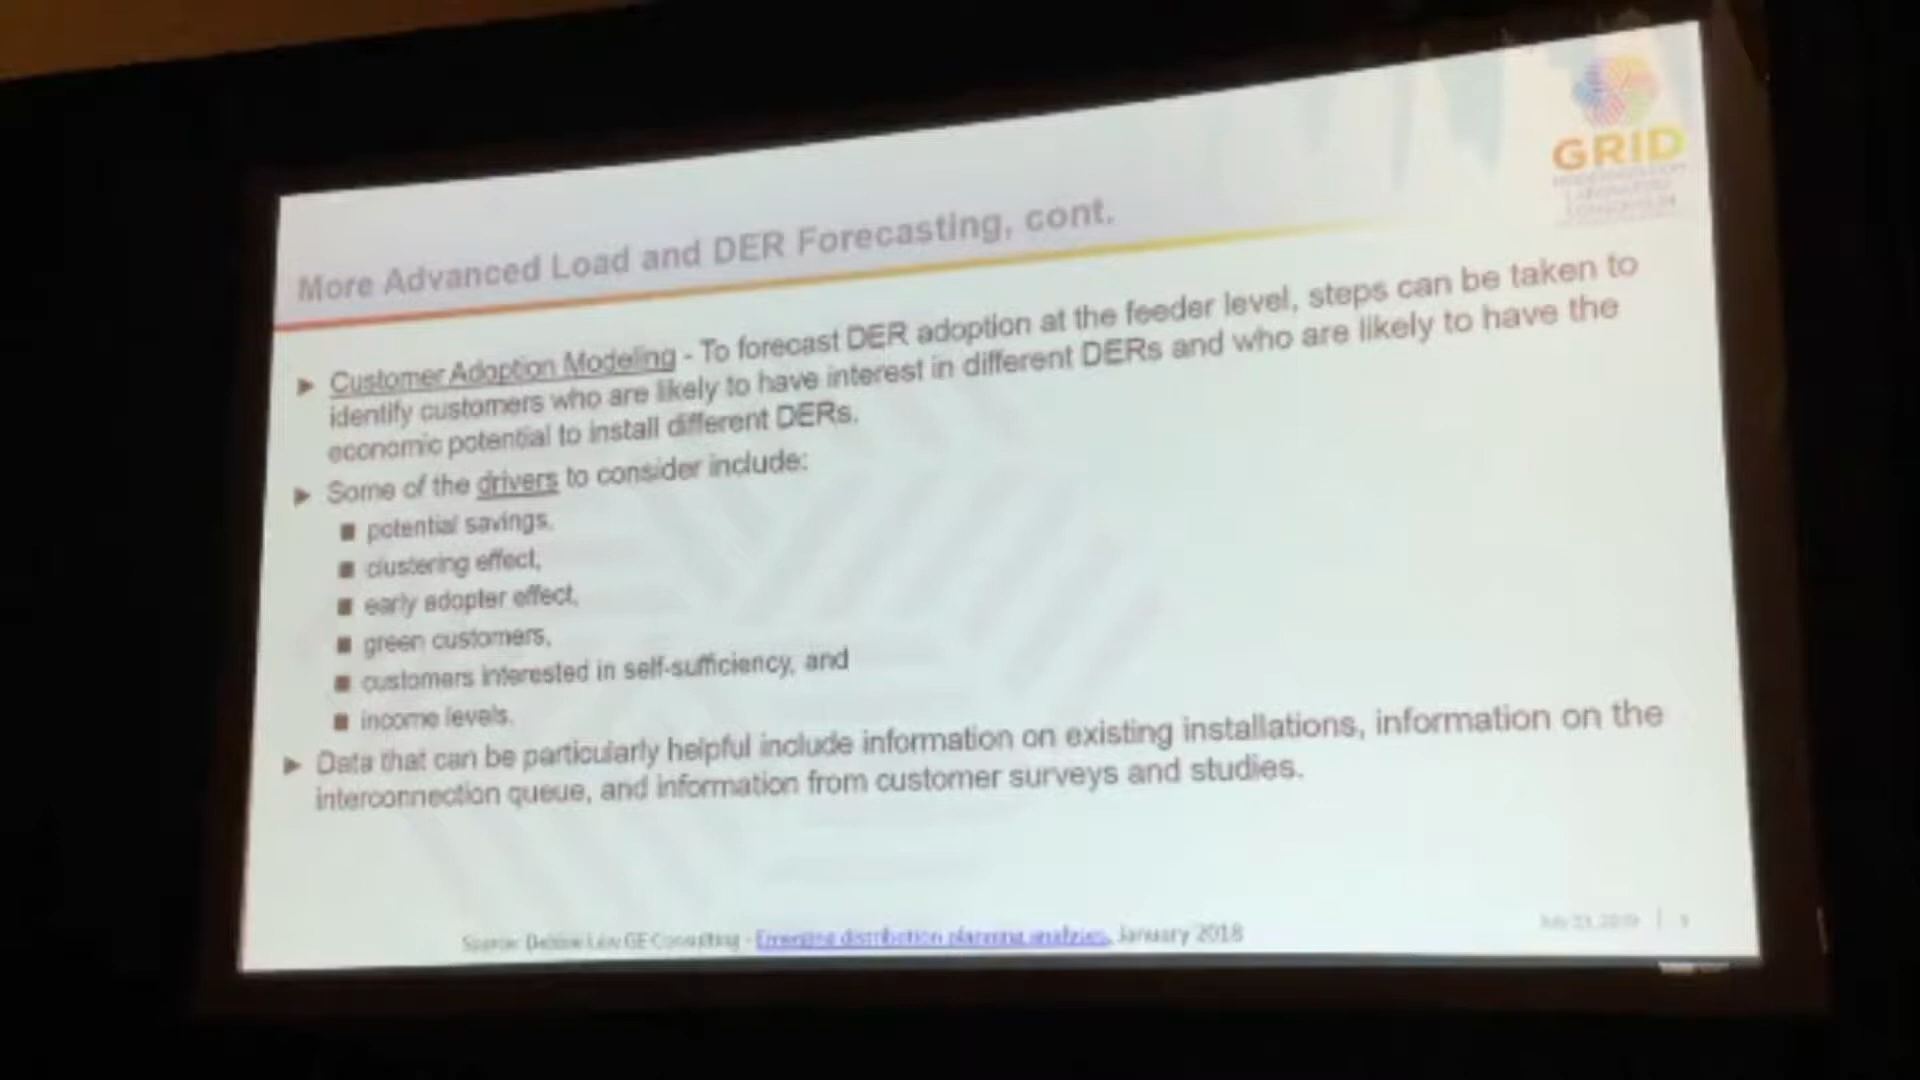 GRID
LABORATORY
CONSORTIUM
More Advanced Load and DER Forecasting, cont.
► Customer Adoption Modeling - To forecast DER adoption at the feeder level, steps can be taken to
identify customers who are likely to have interest in different DERs and who are likely to have the
economic potential to install different DERs.
► Some of the drivers to consider include:
■ potential savings,
■ clustering effect,
■ early adopter effect,
■ green customers,
■ customers interested in self-sufficiency, and
■ income levels.
► Data that can be particularly helpful include information on existing installations, information on the
interconnection queue, and information from customer surveys and studies.
Source: Debbie Lew GE Consulting - Emerging distribution planning analyses, January 2018